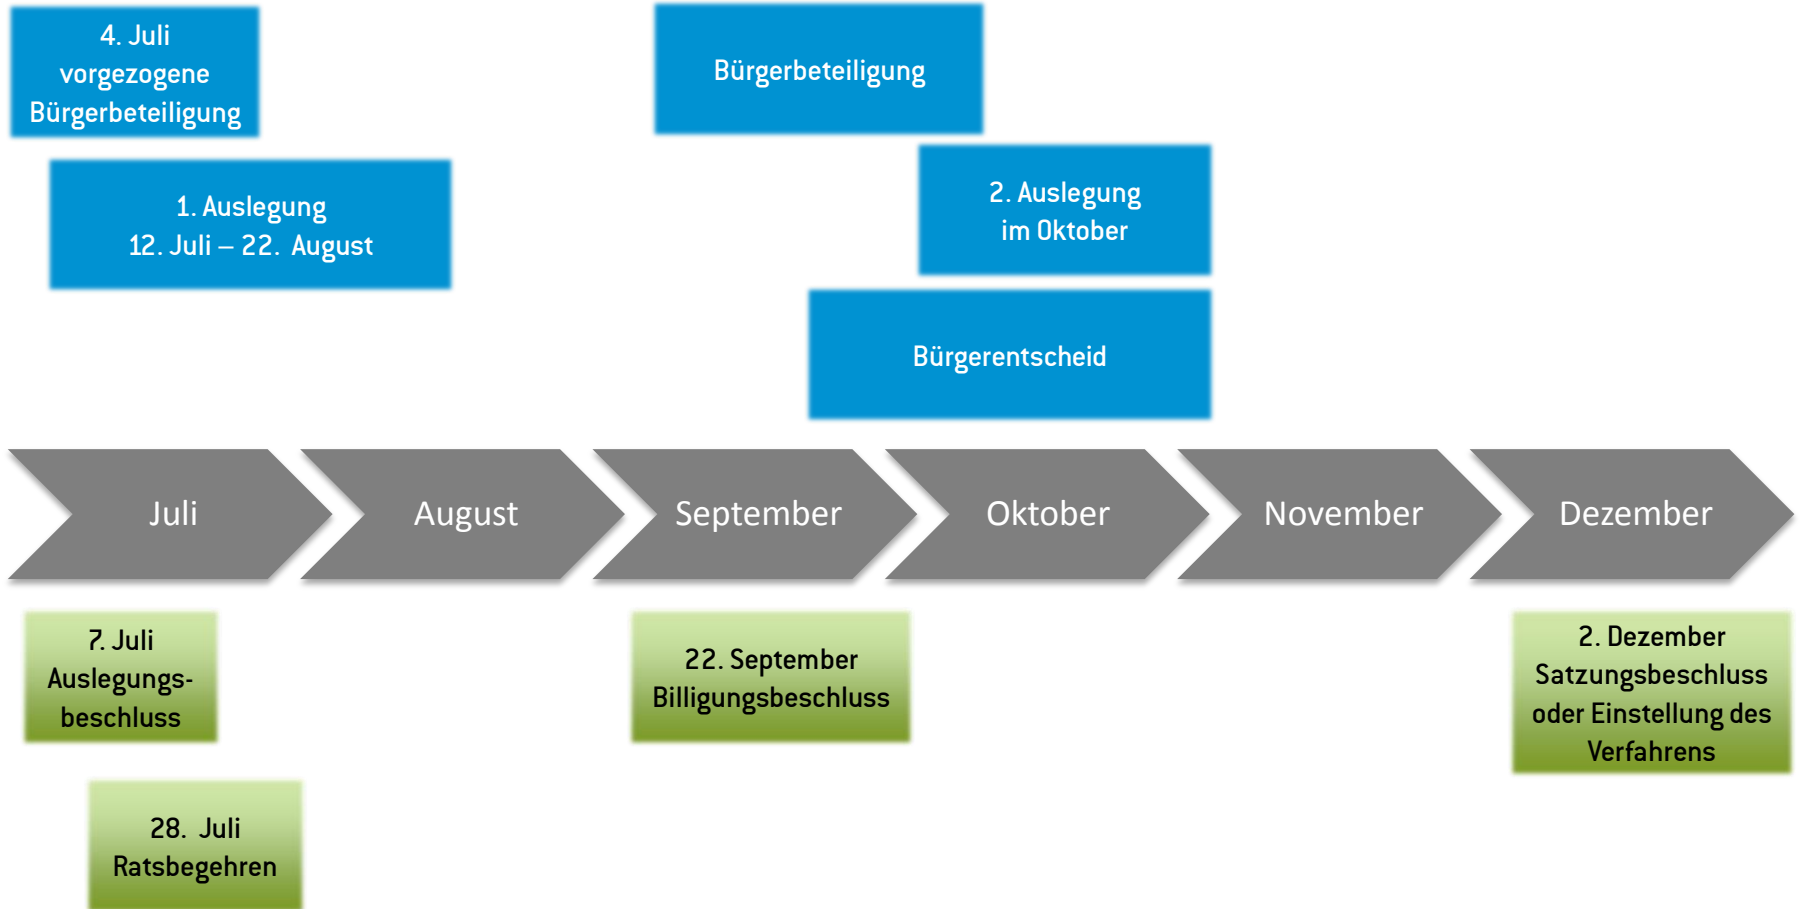 4. Juli
vorgezogene
Bürgerbeteiligung
Bürgerbeteiligung
1. Auslegung
12. Juli – 22. August
2. Auslegung
im Oktober
Bürgerentscheid
Juli
August
September
Oktober
November
Dezember
7. Juli
Auslegungs-
beschluss
22. September
Billigungsbeschluss
2. Dezember
Satzungsbeschluss
oder Einstellung des
Verfahrens
28. Juli
Ratsbegehren